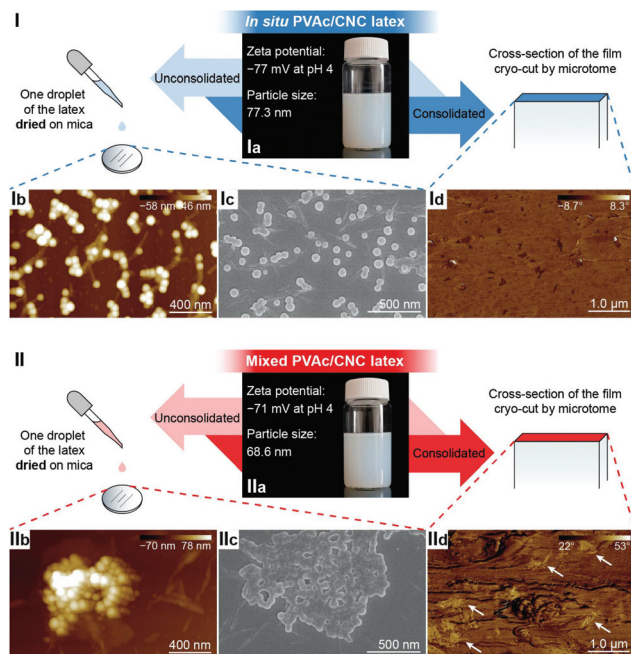 I
In situ PVAc/CNC latex
One droplet
of the latex
dried on mica
Unconsolidated
Zeta potential:
−77 mV at pH 4
Particle size:
77.3 nm
Ia
Consolidated
Cross-section of the film
cryo-cut by microtome
Ib
−58 nm 46 nm
400 nm
Ic
500 nm
Id
−8.7° 8.3°
1.0 µm
II
Mixed PVAc/CNC latex
One droplet
of the latex
dried on mica
Unconsolidated
Zeta potential:
−71 mV at pH 4
Particle size:
68.6 nm
IIa
Consolidated
Cross-section of the film
cryo-cut by microtome
IIb
−70 nm 78 nm
400 nm
IIc
500 nm
IId
22° 53°
1.0 µm